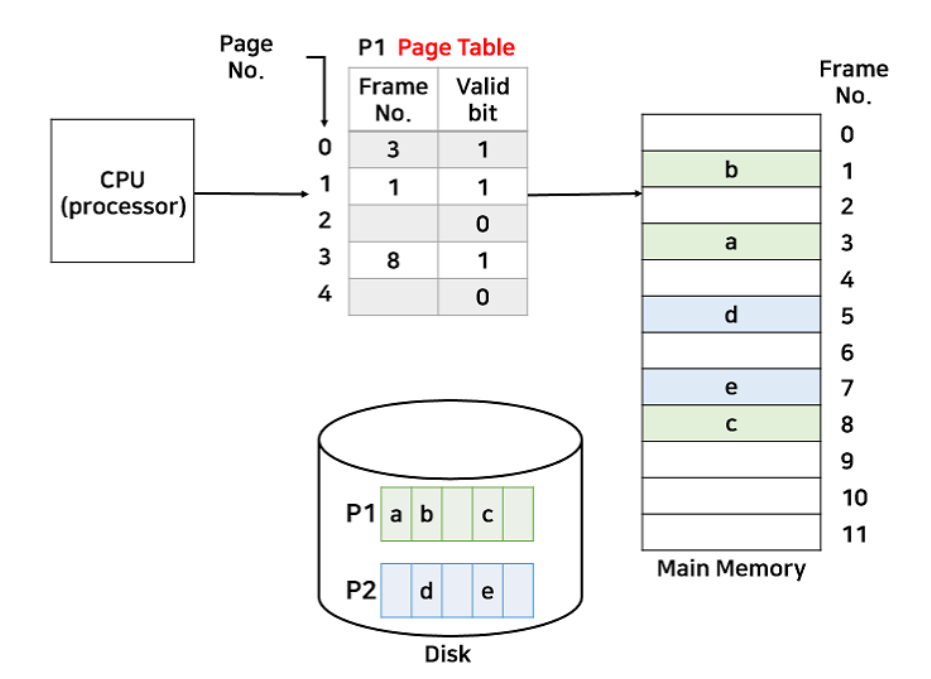 Page
No.
P1 Page Table
Frame
No.
Valid
bit
0 3 1
1 1 1
2 0
3 8 1
4 0
CPU
(processor)
Frame
No.
0
b 1
2
a 3
4
d 5
6
e 7
c 8
9
10
11
Main Memory
P1 a b c
P2 d e
Disk